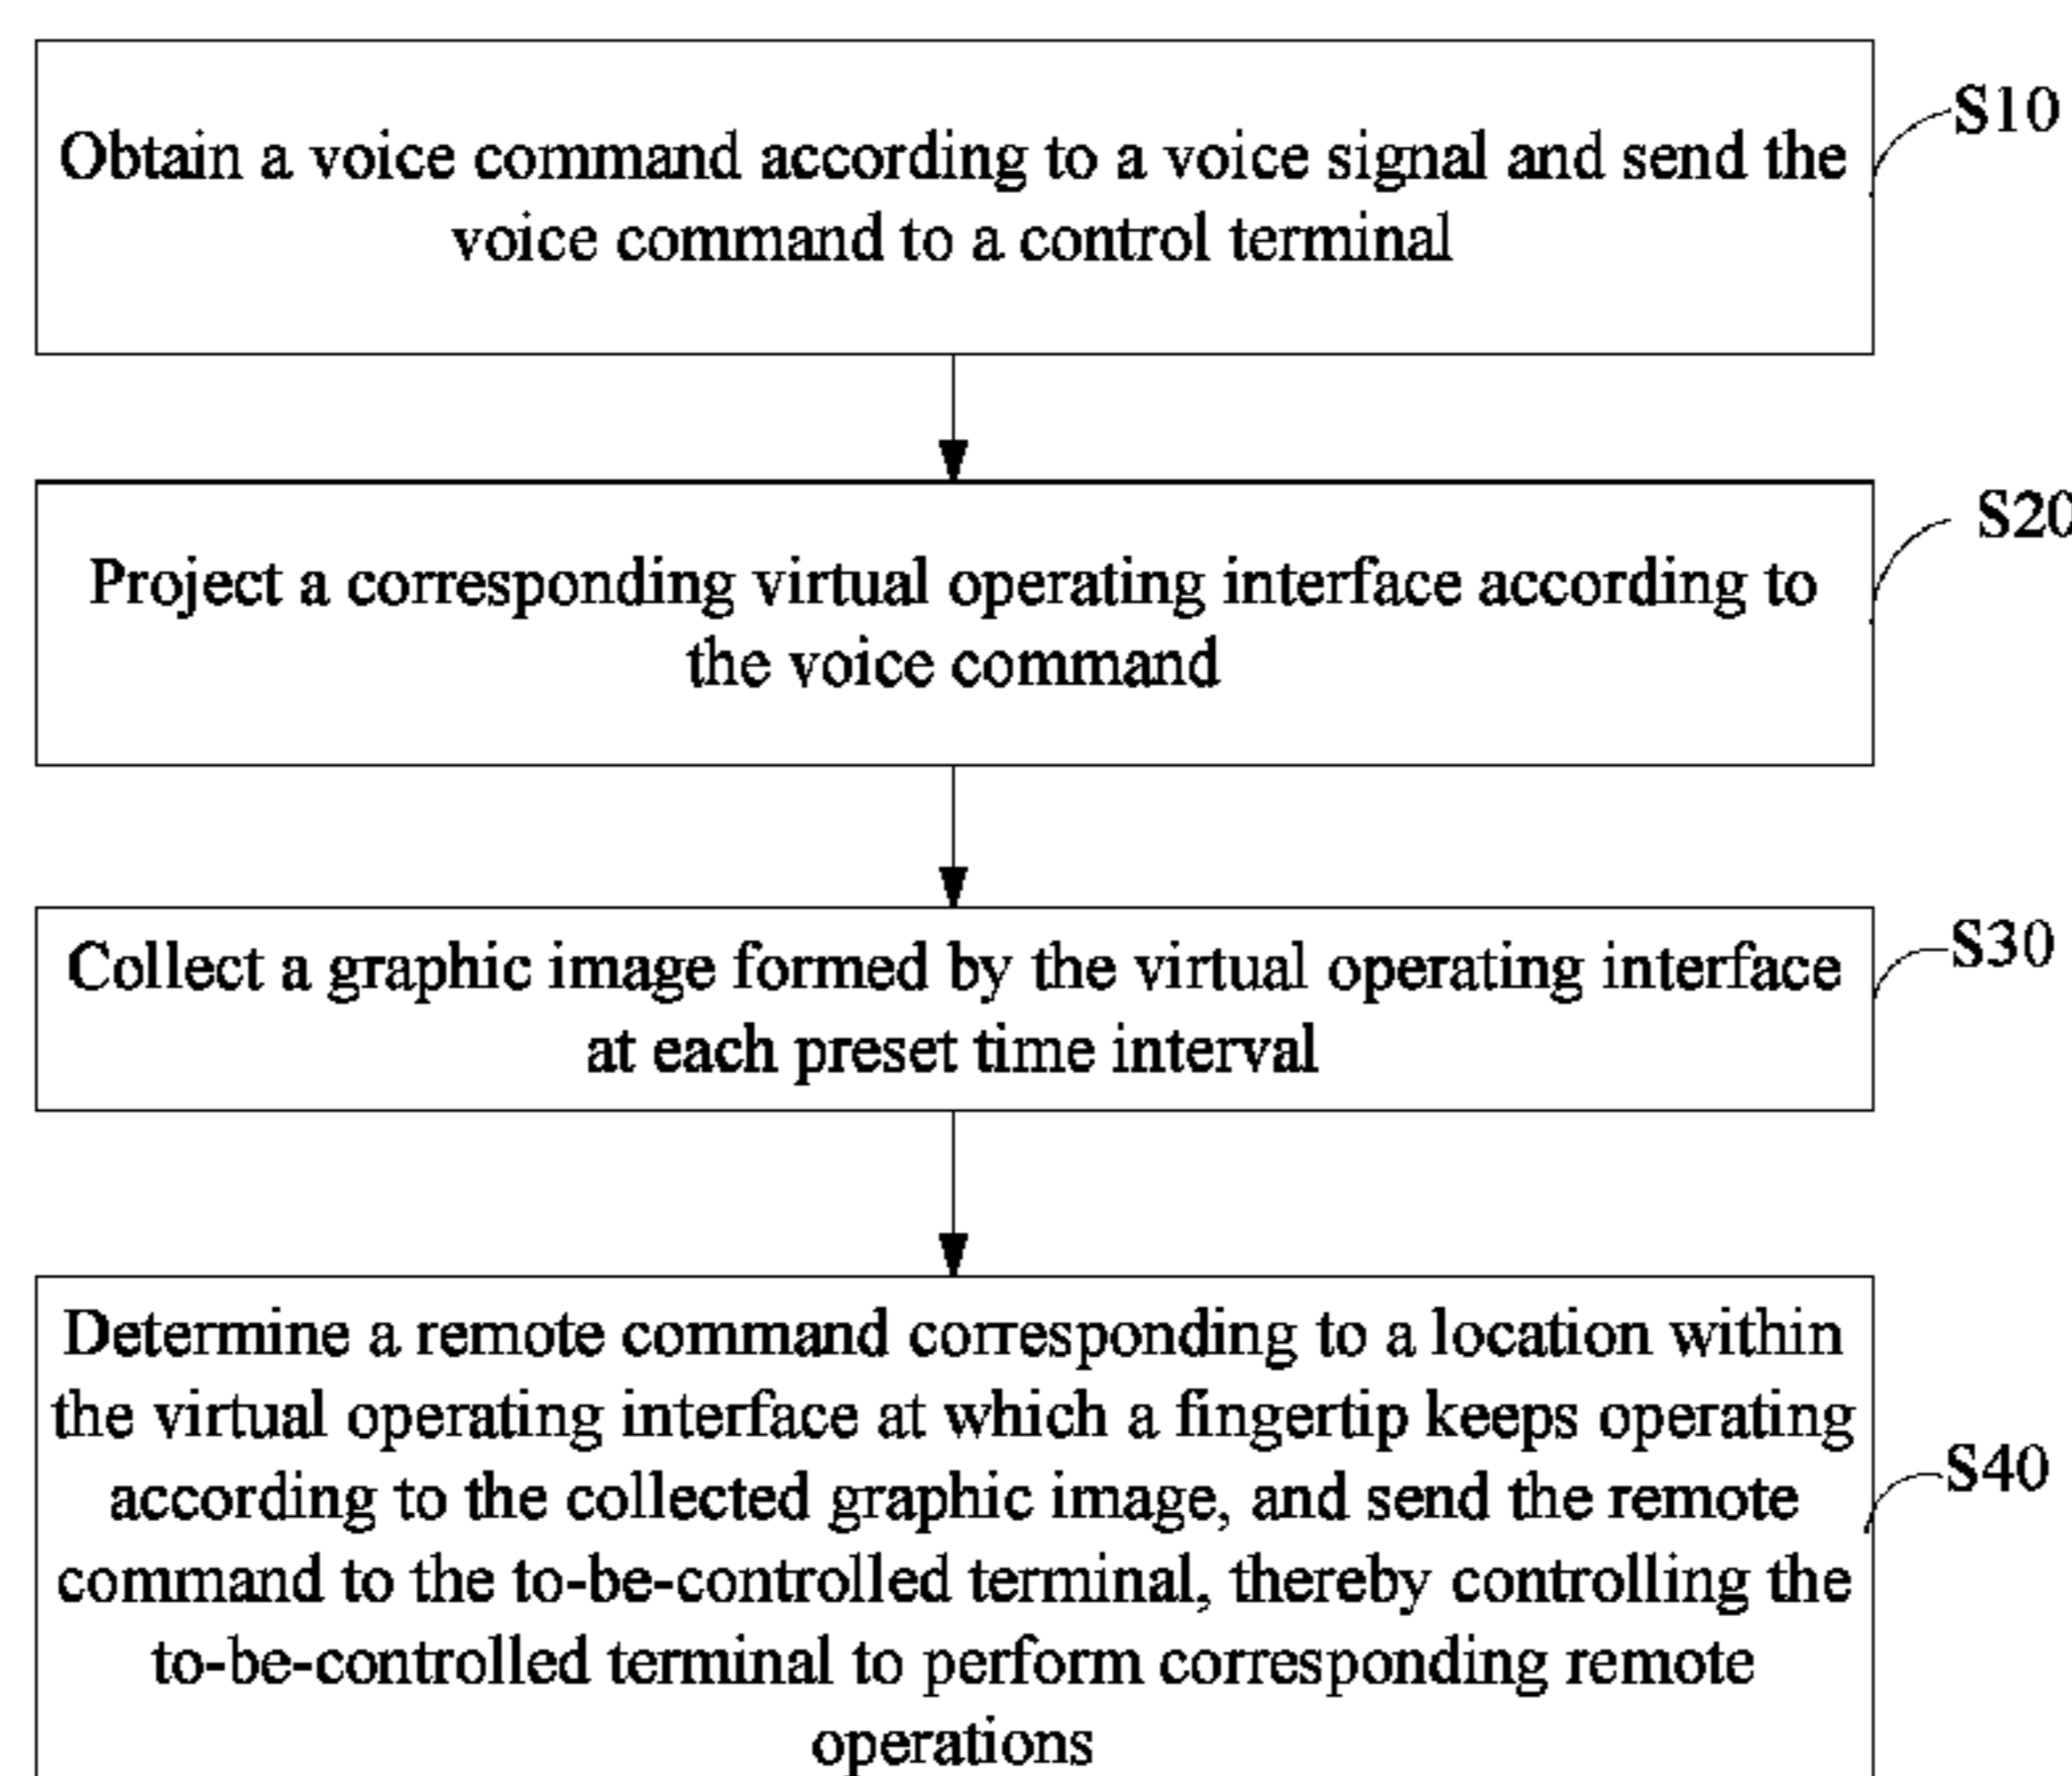 Obtain a voice command according to a voice signal and send the
voice command to a control terminal
S10
Project a corresponding virtual operating interface according to
the voice command
S20
Collect a graphic image formed by the virtual operating interface
at each preset time interval
S30
Determine a remote command corresponding to a location within
the virtual operating interface at which a fingertip keeps operating
according to the collected graphic image, and send the remote
command to the to-be-controlled terminal, thereby controlling the
to-be-controlled terminal to perform corresponding remote
operations
S40